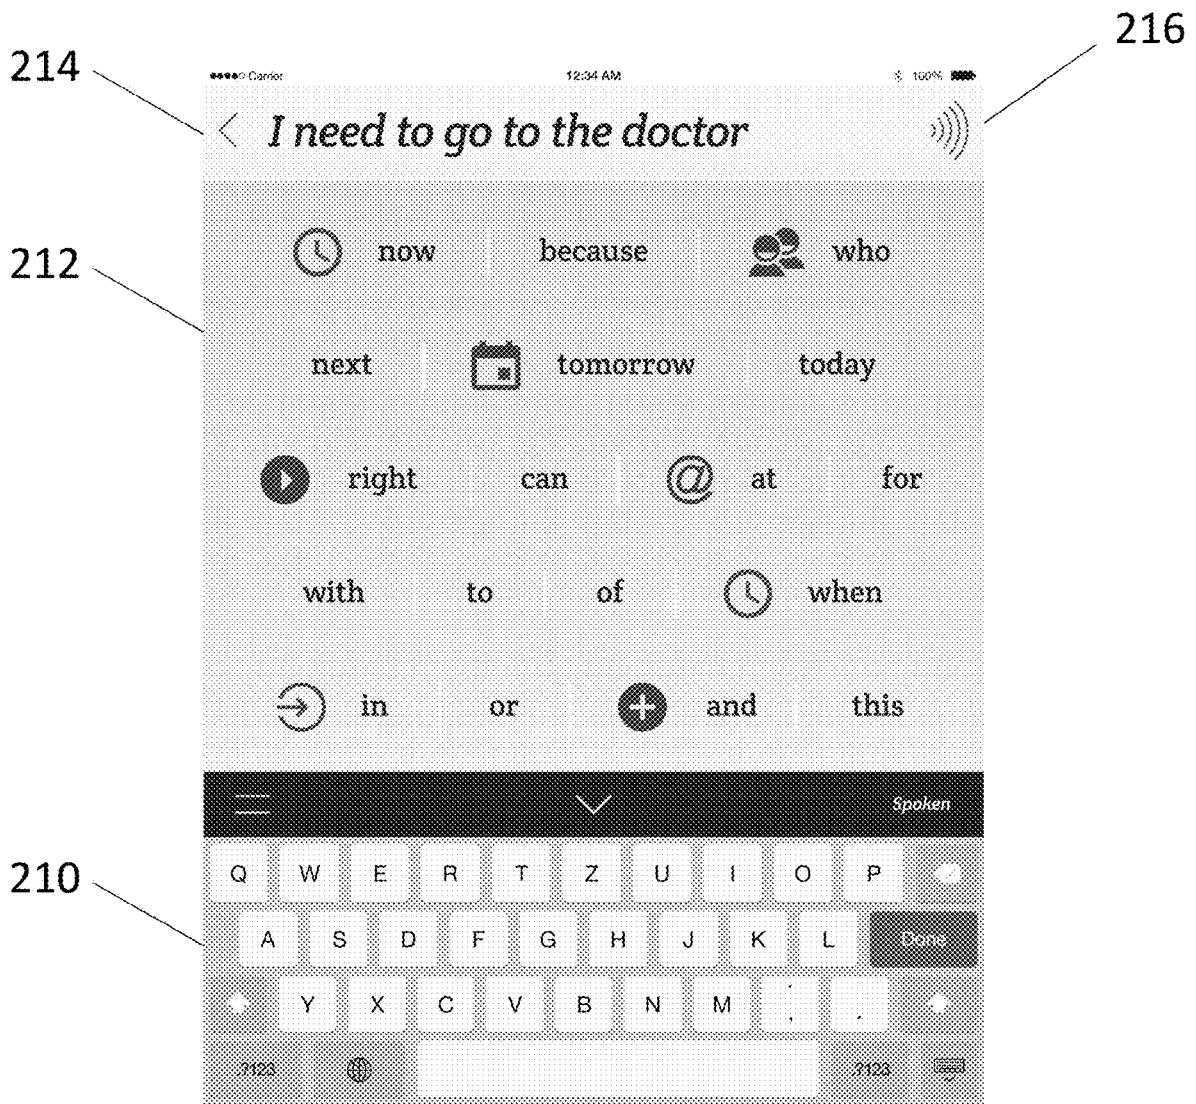 216
214
Carrier 12:34 AM 100%
I need to go to the doctor
212
now because who
next tomorrow today
right can @ at for
with to of when
in or and this
Spoken
210
Q W E R T Z U I O P
A S D F G H J K L Done
Y X C V B N M , .
.?123 .?123